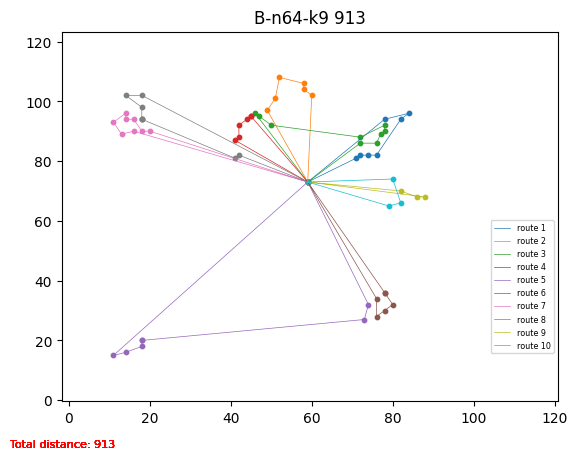 B-n64-k9 913
120
100
80
60
40
20
0
0 20 40 60 80 100 120
route 1
route 2
route 3
route 4
route 5
route 6
route 7
route 8
route 9
route 10
Total distance: 913